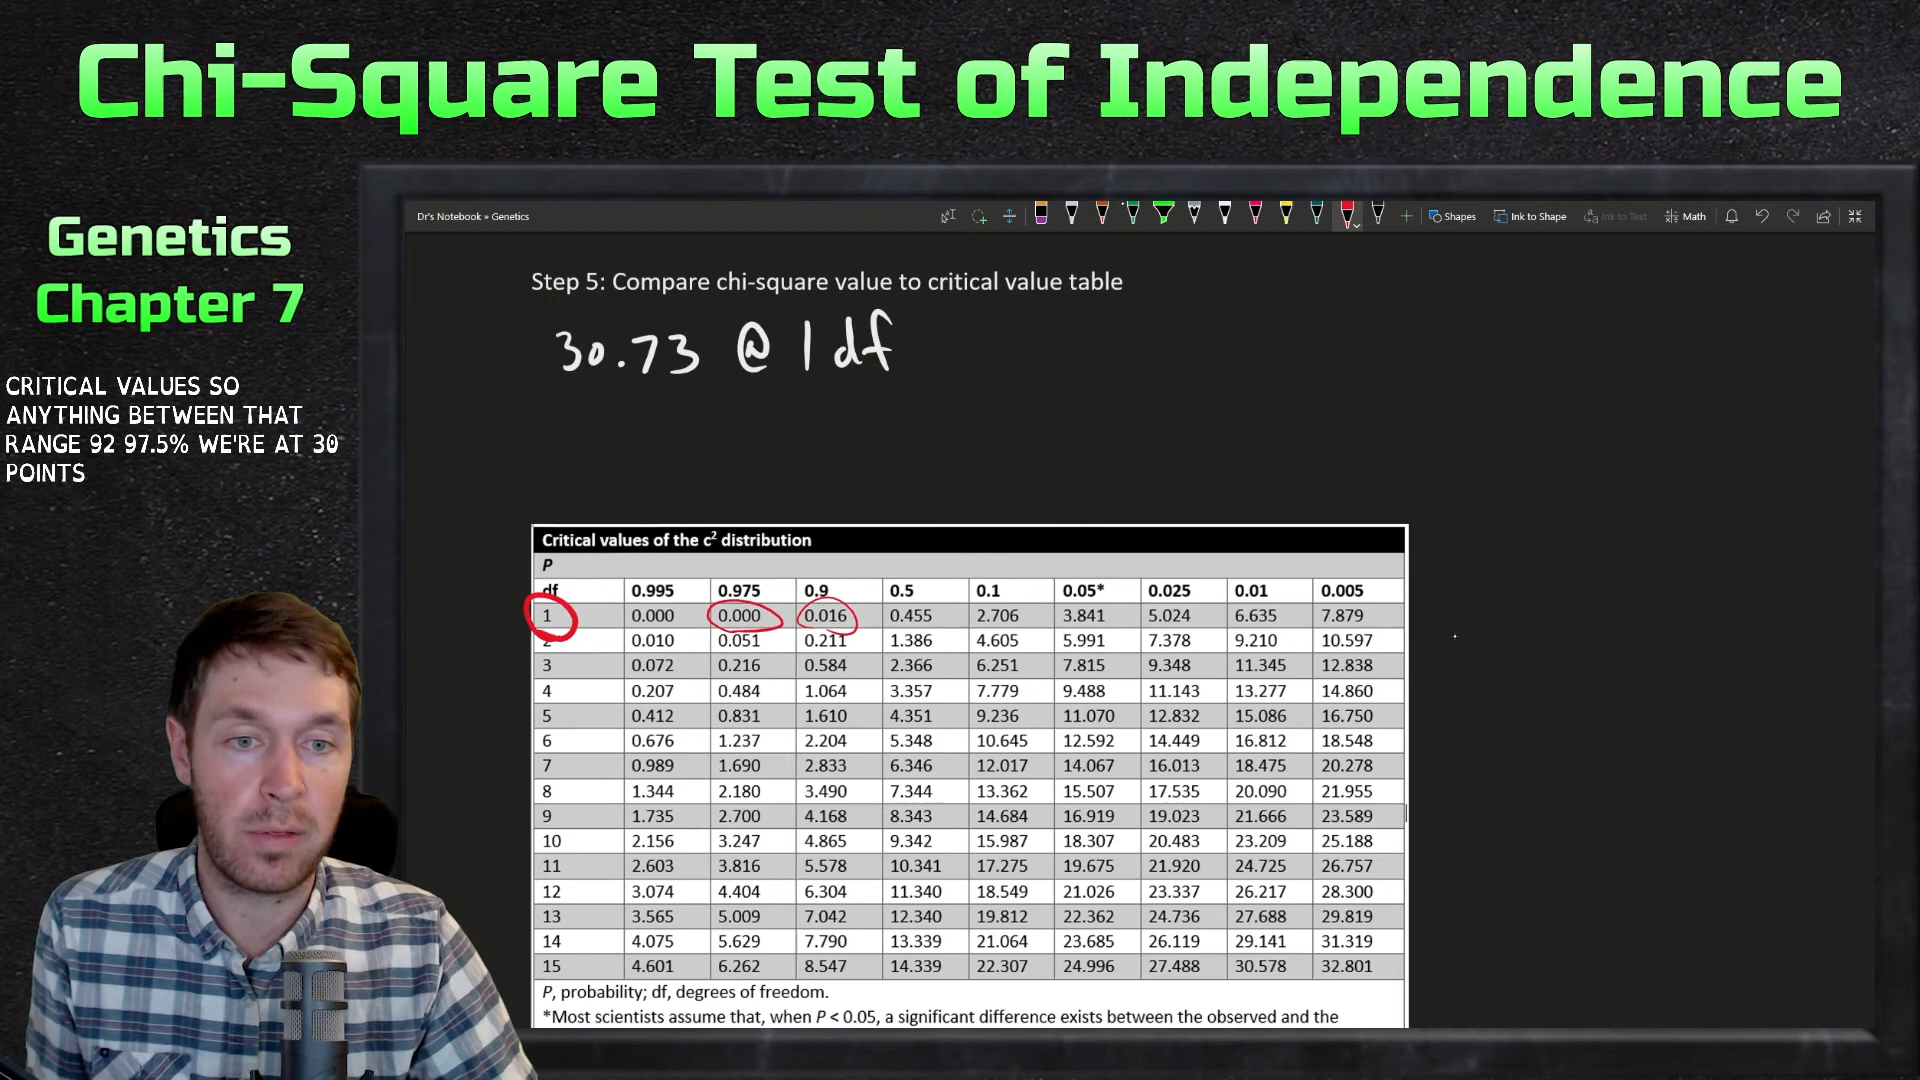 Chi-Square Test of Independence
Genetics
Chapter 7
CRITICAL VALUES SO
ANYTHING BETWEEN THAT
RANGE 92 97.5% WE'RE AT 30
POINTS
Dr's Notebook » Genetics
Shapes
Ink to Shape
Ink to Text
Math
Step 5: Compare chi-square value to critical value table
30.73 @ 1 df
Critical values of the c² distribution
P
df 0.995 0.975 0.9 0.5 0.1 0.05* 0.025 0.01 0.005
1 0.000 0.000 0.016 0.455 2.706 3.841 5.024 6.635 7.879
2 0.010 0.051 0.211 1.386 4.605 5.991 7.378 9.210 10.597
3 0.072 0.216 0.584 2.366 6.251 7.815 9.348 11.345 12.838
4 0.207 0.484 1.064 3.357 7.779 9.488 11.143 13.277 14.860
5 0.412 0.831 1.610 4.351 9.236 11.070 12.832 15.086 16.750
6 0.676 1.237 2.204 5.348 10.645 12.592 14.449 16.812 18.548
7 0.989 1.690 2.833 6.346 12.017 14.067 16.013 18.475 20.278
8 1.344 2.180 3.490 7.344 13.362 15.507 17.535 20.090 21.955
9 1.735 2.700 4.168 8.343 14.684 16.919 19.023 21.666 23.589
10 2.156 3.247 4.865 9.342 15.987 18.307 20.483 23.209 25.188
11 2.603 3.816 5.578 10.341 17.275 19.675 21.920 24.725 26.757
12 3.074 4.404 6.304 11.340 18.549 21.026 23.337 26.217 28.300
13 3.565 5.009 7.042 12.340 19.812 22.362 24.736 27.688 29.819
14 4.075 5.629 7.790 13.339 21.064 23.685 26.119 29.141 31.319
15 4.601 6.262 8.547 14.339 22.307 24.996 27.488 30.578 32.801
P, probability; df, degrees of freedom.
*Most scientists assume that, when P < 0.05, a significant difference exists between the observed and the